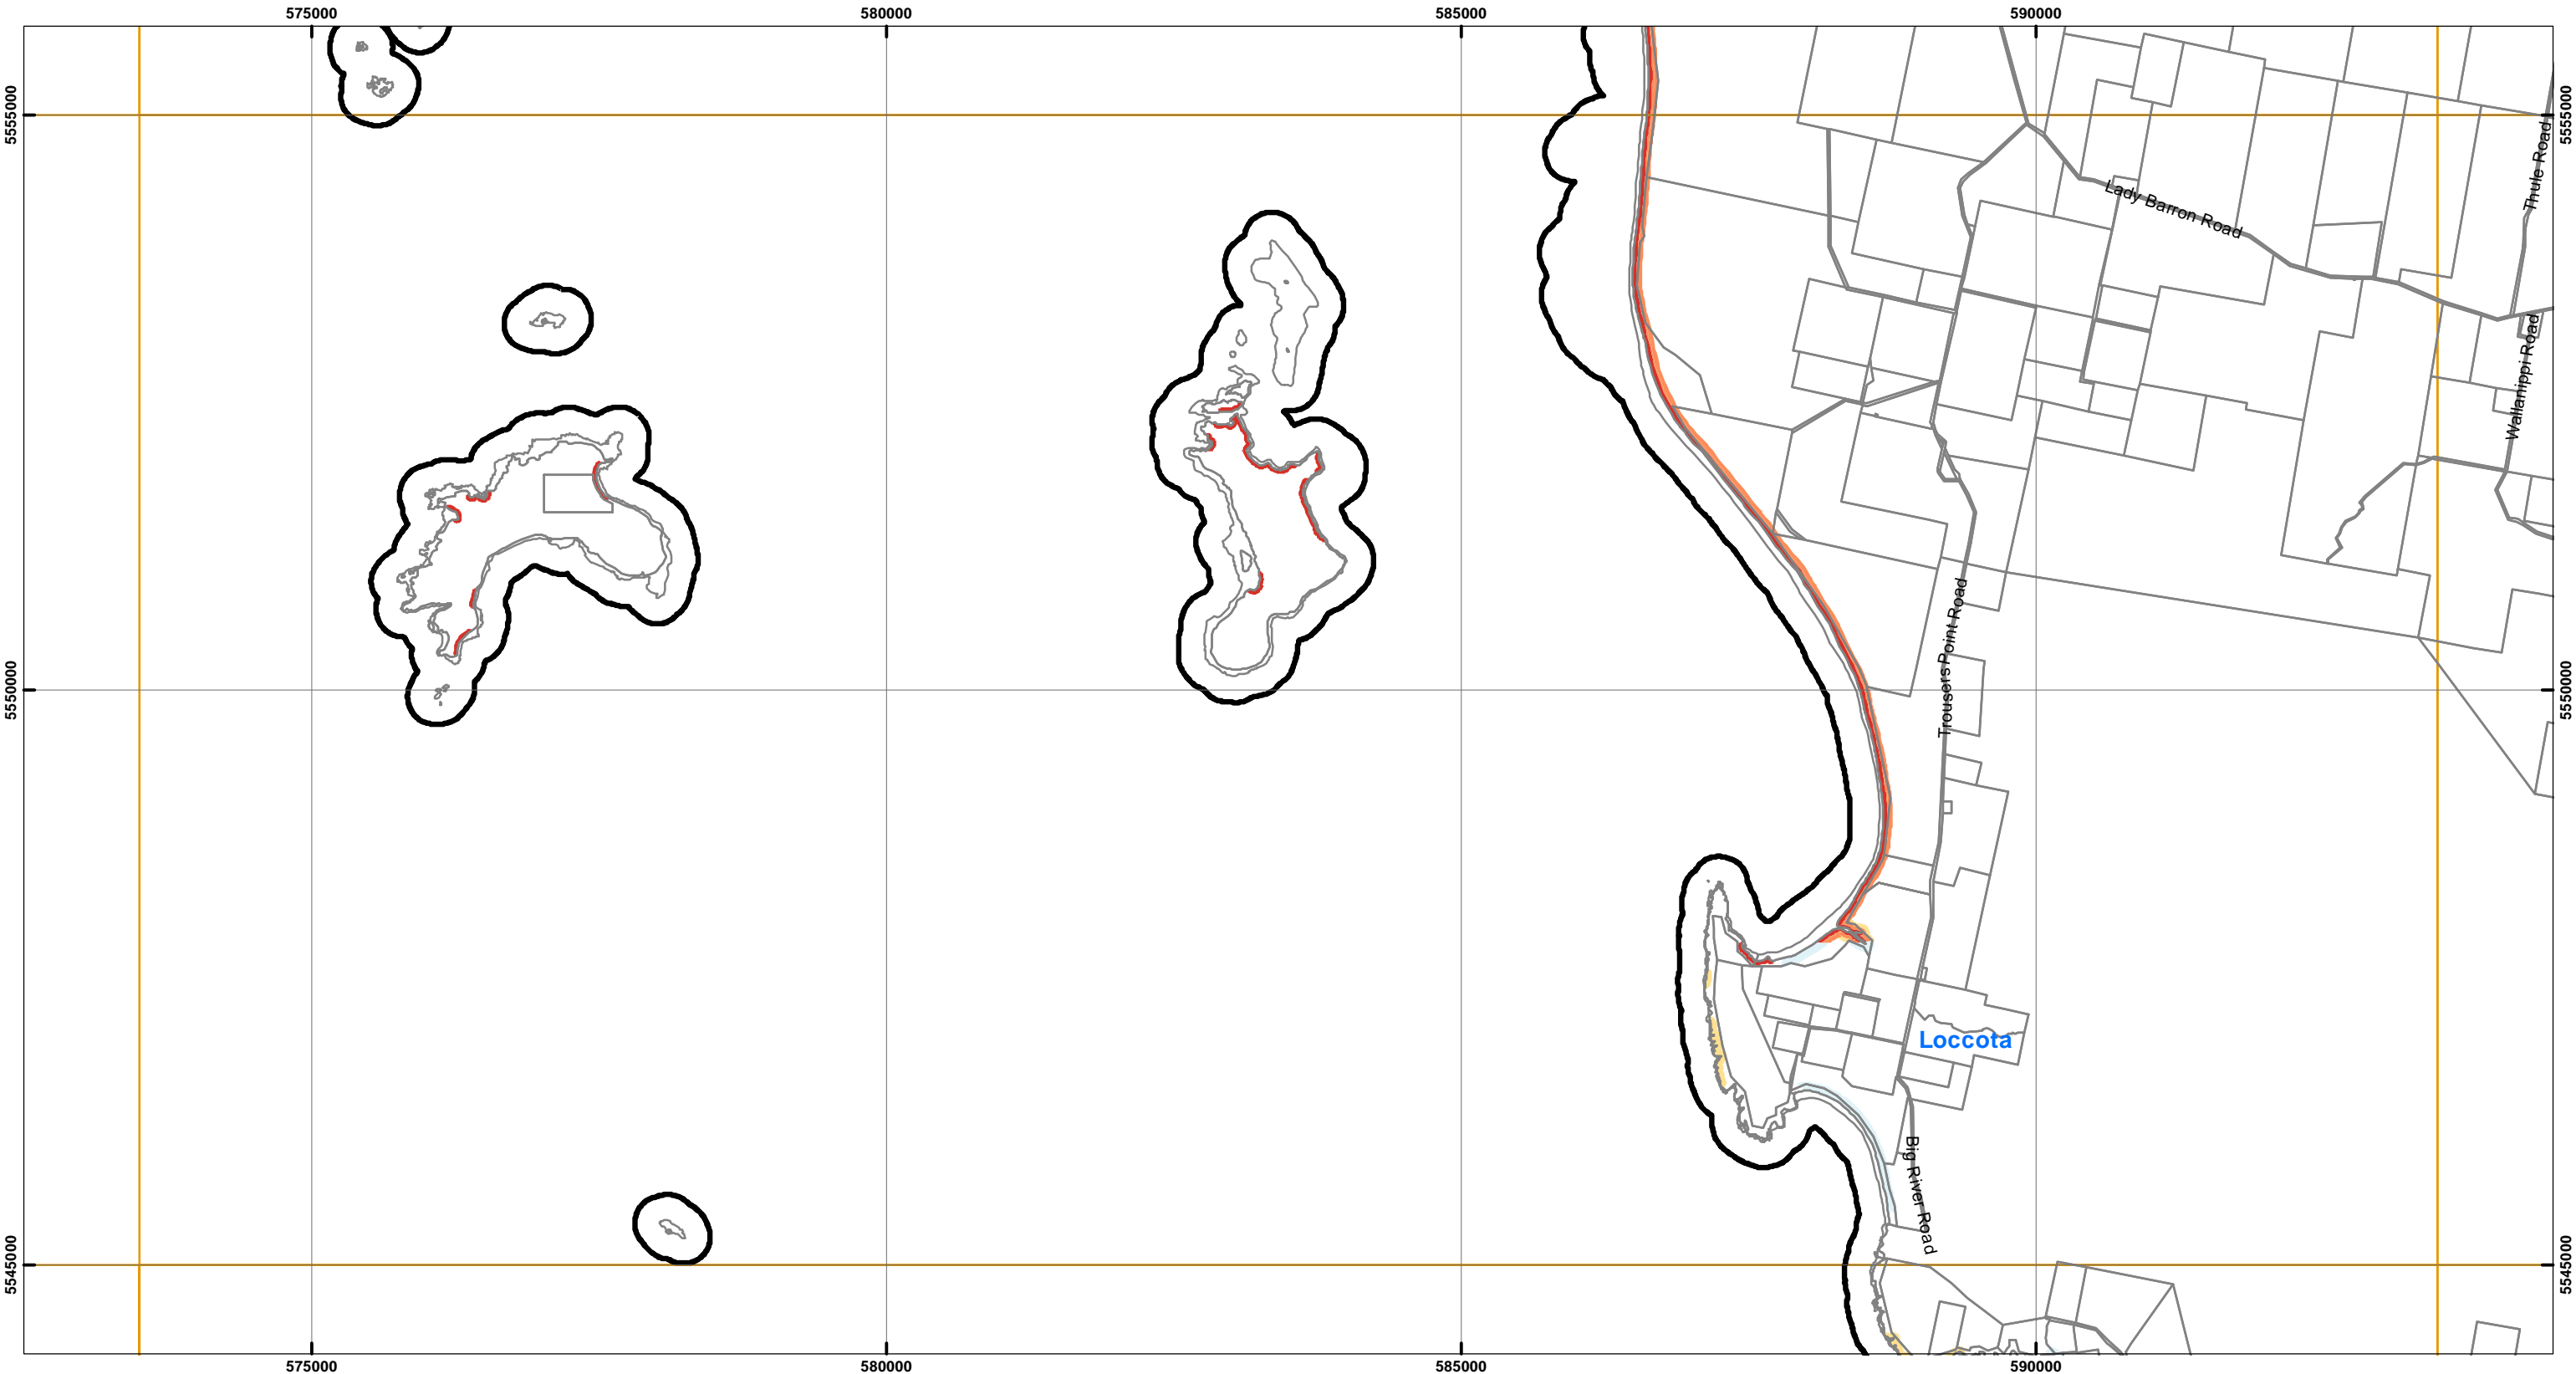 575000
580000
585000
590000
5555000
5555000
Thule Road
Lady Barron Road
Wallanippi Road
Trousers Point Road
5550000
5550000
Loccota
Big River Road
5545000
5545000
575000
580000
585000
590000